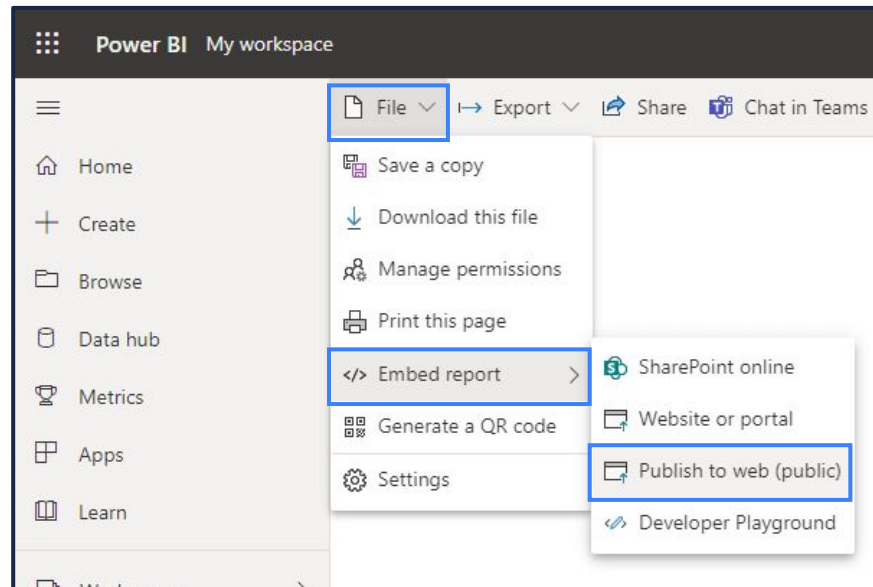 Power BI My workspace
File Export Share Chat in Teams
Home
Create
Browse
Data hub
Metrics
Apps
Learn
Save a copy
Download this file
Manage permissions
Print this page
Embed report
Generate a QR code
Settings
SharePoint online
Website or portal
Publish to web (public)
Developer Playground